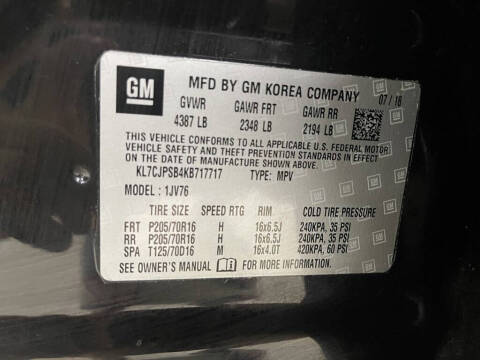 GM
MFD BY GM KOREA COMPANY 07/18
GVWR GAWR FRT GAWR RR
4387 LB 2348 LB 2194 LB
THIS VEHICLE CONFORMS TO ALL APPLICABLE U.S. FEDERAL MOTOR
VEHICLE SAFETY, BUMPER, AND THEFT PREVENTION STANDARDS IN
EFFECT ON THE DATE OF MANUFACTURE SHOWN ABOVE.
KL7CJPSB4KB717717 TYPE: MPV
MODEL: 1JV76
TIRE SIZE SPEED RTG RIM COLD TIRE PRESSURE
FRT P205/70R16 H 16x6.5J 240KPA, 35 PSI
RR P205/70R16 H 16x6.5J 240KPA, 35 PSI
SPA T125/70D16 M 16x4.0T 420KPA, 60 PSI
SEE OWNER'S MANUAL FOR MORE INFORMATION.